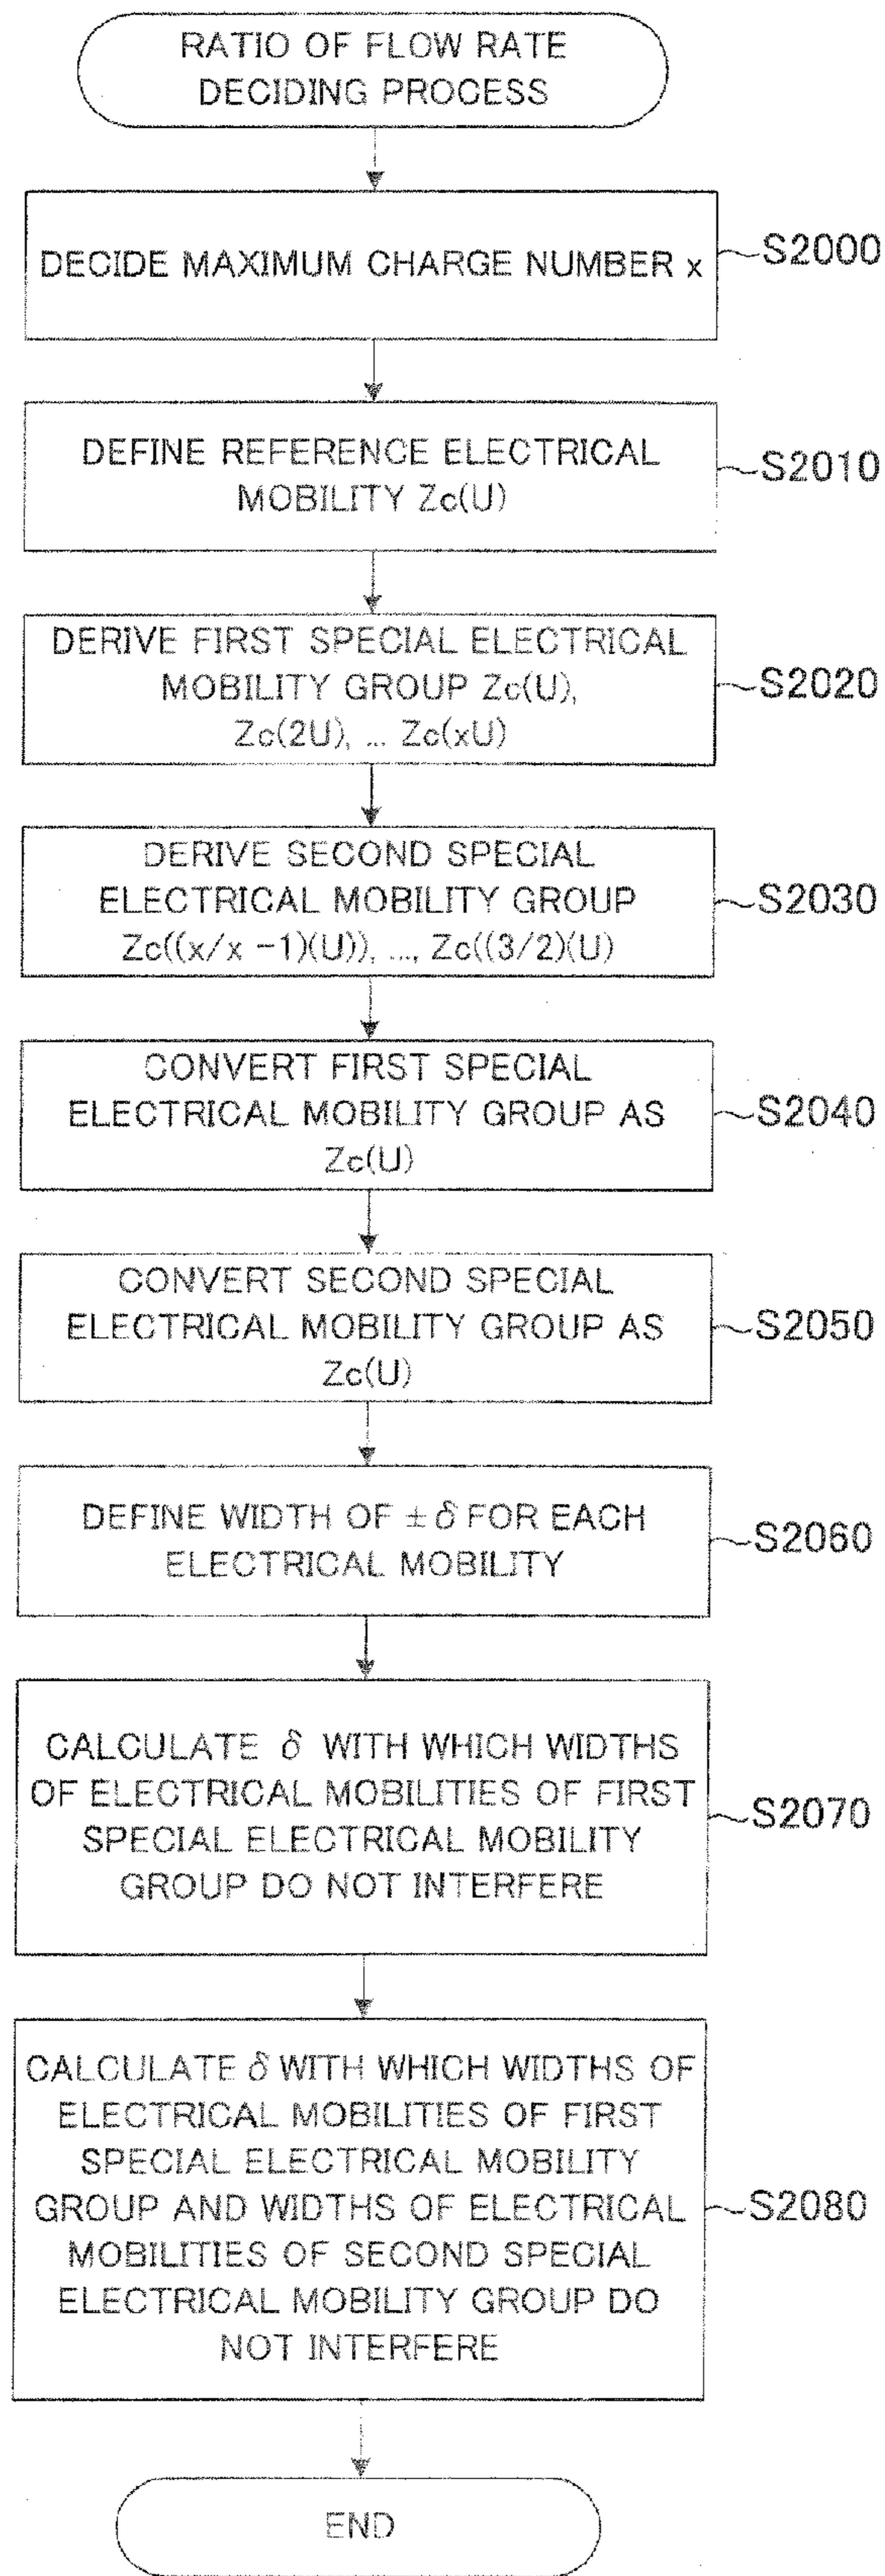 RATIO OF FLOW RATE
DECIDING PROCESS
DECIDE MAXIMUM CHARGE NUMBER x
S2000
DEFINE REFERENCE ELECTRICAL
MOBILITY Zc(U)
S2010
DERIVE FIRST SPECIAL ELECTRICAL
MOBILITY GROUP Zc(U),
Zc(2U), ... Zc(xU)
S2020
DERIVE SECOND SPECIAL
ELECTRICAL MOBILITY GROUP
Zc((x/x -1)(U)), ..., Zc((3/2)(U)
S2030
CONVERT FIRST SPECIAL
ELECTRICAL MOBILITY GROUP AS
Zc(U)
S2040
CONVERT SECOND SPECIAL
ELECTRICAL MOBILITY GROUP AS
Zc(U)
S2050
DEFINE WIDTH OF ±δ FOR EACH
ELECTRICAL MOBILITY
S2060
CALCULATE δ WITH WHICH WIDTHS
OF ELECTRICAL MOBILITIES OF FIRST
SPECIAL ELECTRICAL MOBILITY
GROUP DO NOT INTERFERE
S2070
CALCULATE δ WITH WHICH WIDTHS OF
ELECTRICAL MOBILITIES OF FIRST
SPECIAL ELECTRICAL MOBILITY
GROUP AND WIDTHS OF ELECTRICAL
MOBILITIES OF SECOND SPECIAL
ELECTRICAL MOBILITY GROUP DO
NOT INTERFERE
S2080
END